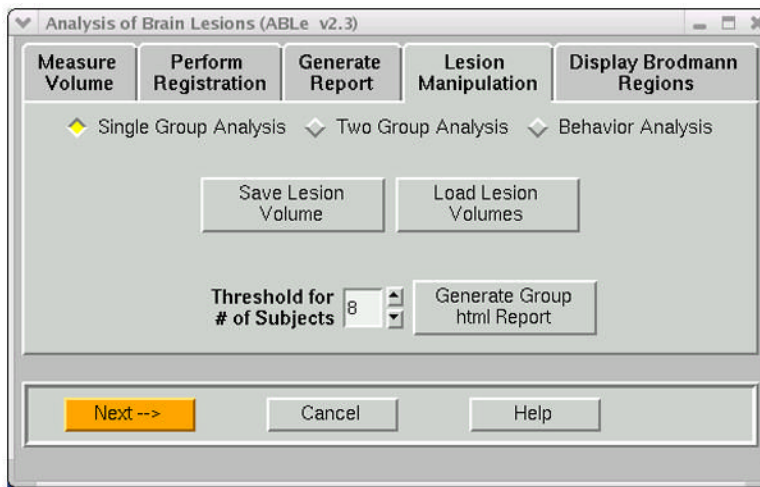 Analysis of Brain Lesions (ABLe v2.3)
Measure Volume
Perform Registration
Generate Report
Lesion Manipulation
Display Brodmann Regions
Single Group Analysis
Two Group Analysis
Behavior Analysis
Save Lesion
Volume
Load Lesion
Volumes
Threshold for
# of Subjects
8
Generate Group
html Report
Next -->
Cancel
Help